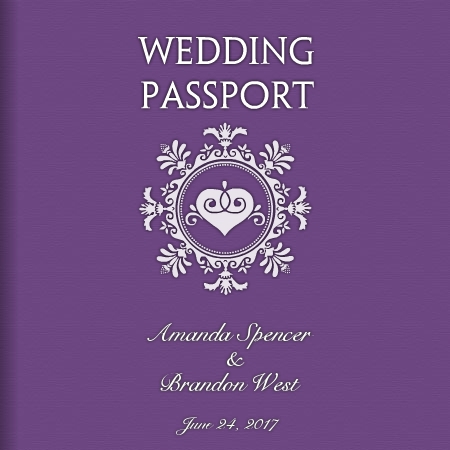 WEDDING
PASSPORT
Amanda Spencer
&
Brandon West
June 24, 2017